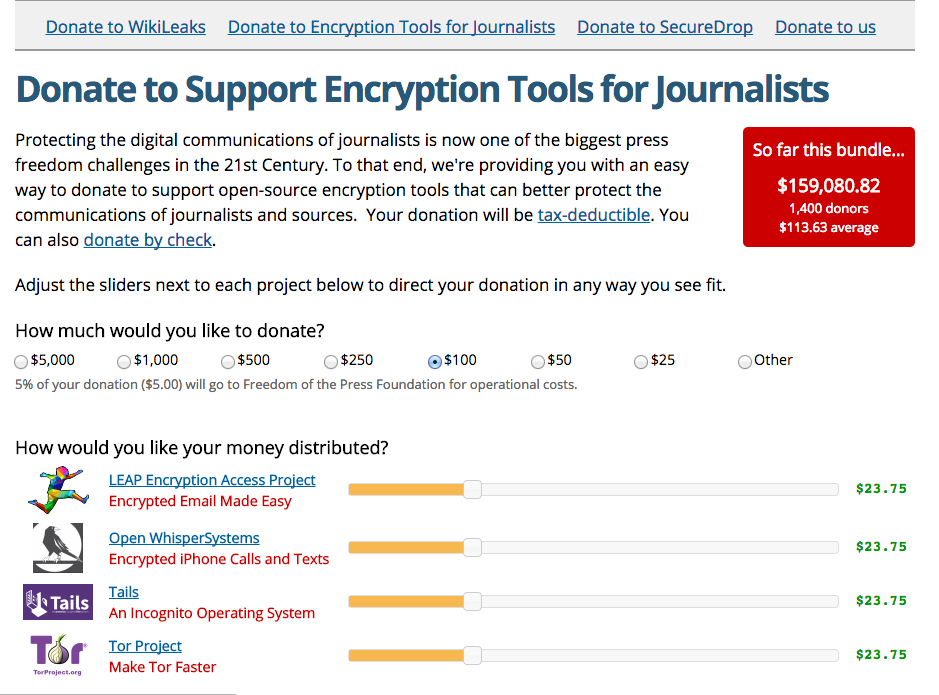 Donate to WikiLeaks Donate to Encryption Tools for Journalists Donate to SecureDrop Donate to us
Donate to Support Encryption Tools for Journalists
Protecting the digital communications of journalists is now one of the biggest press
freedom challenges in the 21st Century. To that end, we're providing you with an easy
way to donate to support open-source encryption tools that can better protect the
communications of journalists and sources. Your donation will be tax-deductible. You
can also donate by check.
So far this bundle...
$159,080.82
1,400 donors
$113.63 average
Adjust the sliders next to each project below to direct your donation in any way you see fit.
How much would you like to donate?
$5,000 $1,000 $500 $250 $100 $50 $25 Other
5% of your donation ($5.00) will go to Freedom of the Press Foundation for operational costs.
How would you like your money distributed?
LEAP Encryption Access Project
Encrypted Email Made Easy
$23.75
Open WhisperSystems
Encrypted iPhone Calls and Texts
$23.75
Tails
Tails
An Incognito Operating System
$23.75
Tor
TorProject.org
Tor Project
Make Tor Faster
$23.75